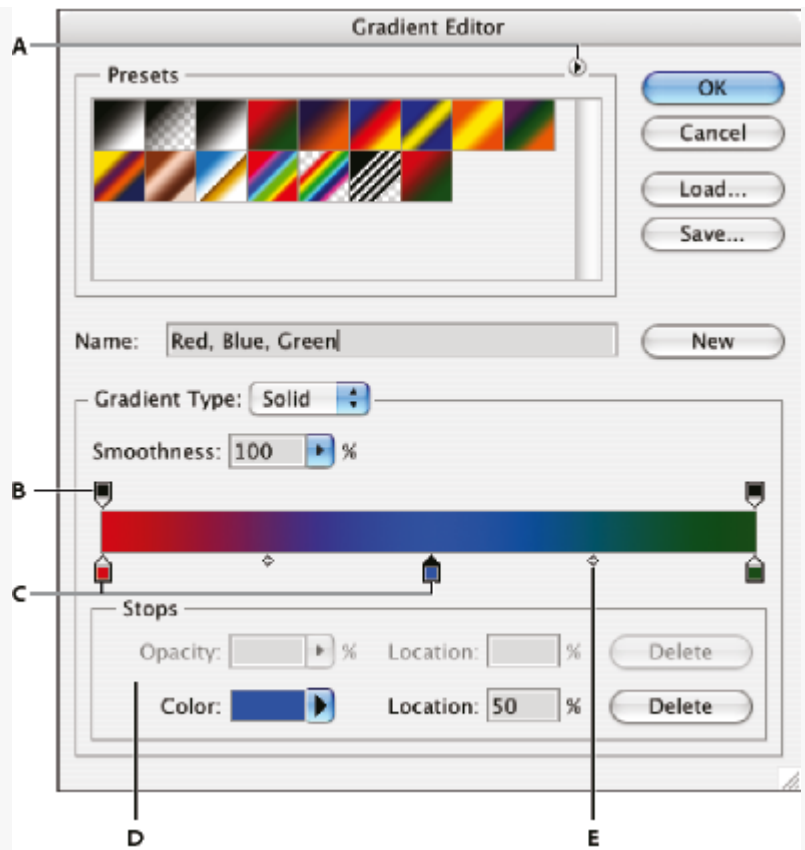 Gradient Editor
A
Presets
OK
Cancel
Load...
Save...
Name: Red, Blue, Green
New
Gradient Type: Solid
Smoothness: 100 %
B
C
Stops
Opacity: % Location: % Delete
Color: Location: 50 % Delete
D
E